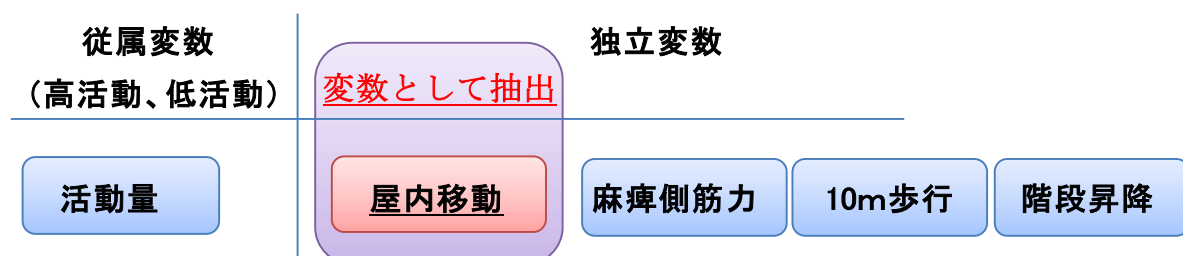 従属変数
（高活動、低活動）
独立変数
変数として抽出
活動量
屋内移動
麻痺側筋力
10m歩行
階段昇降